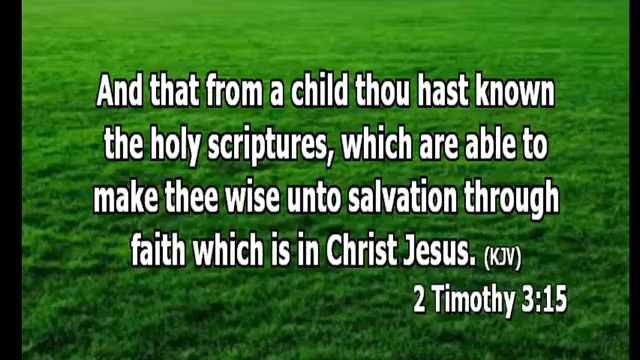 And that from a child thou hast known
the holy scriptures, which are able to
make thee wise unto salvation through
faith which is in Christ Jesus. (KJV)
2 Timothy 3:15